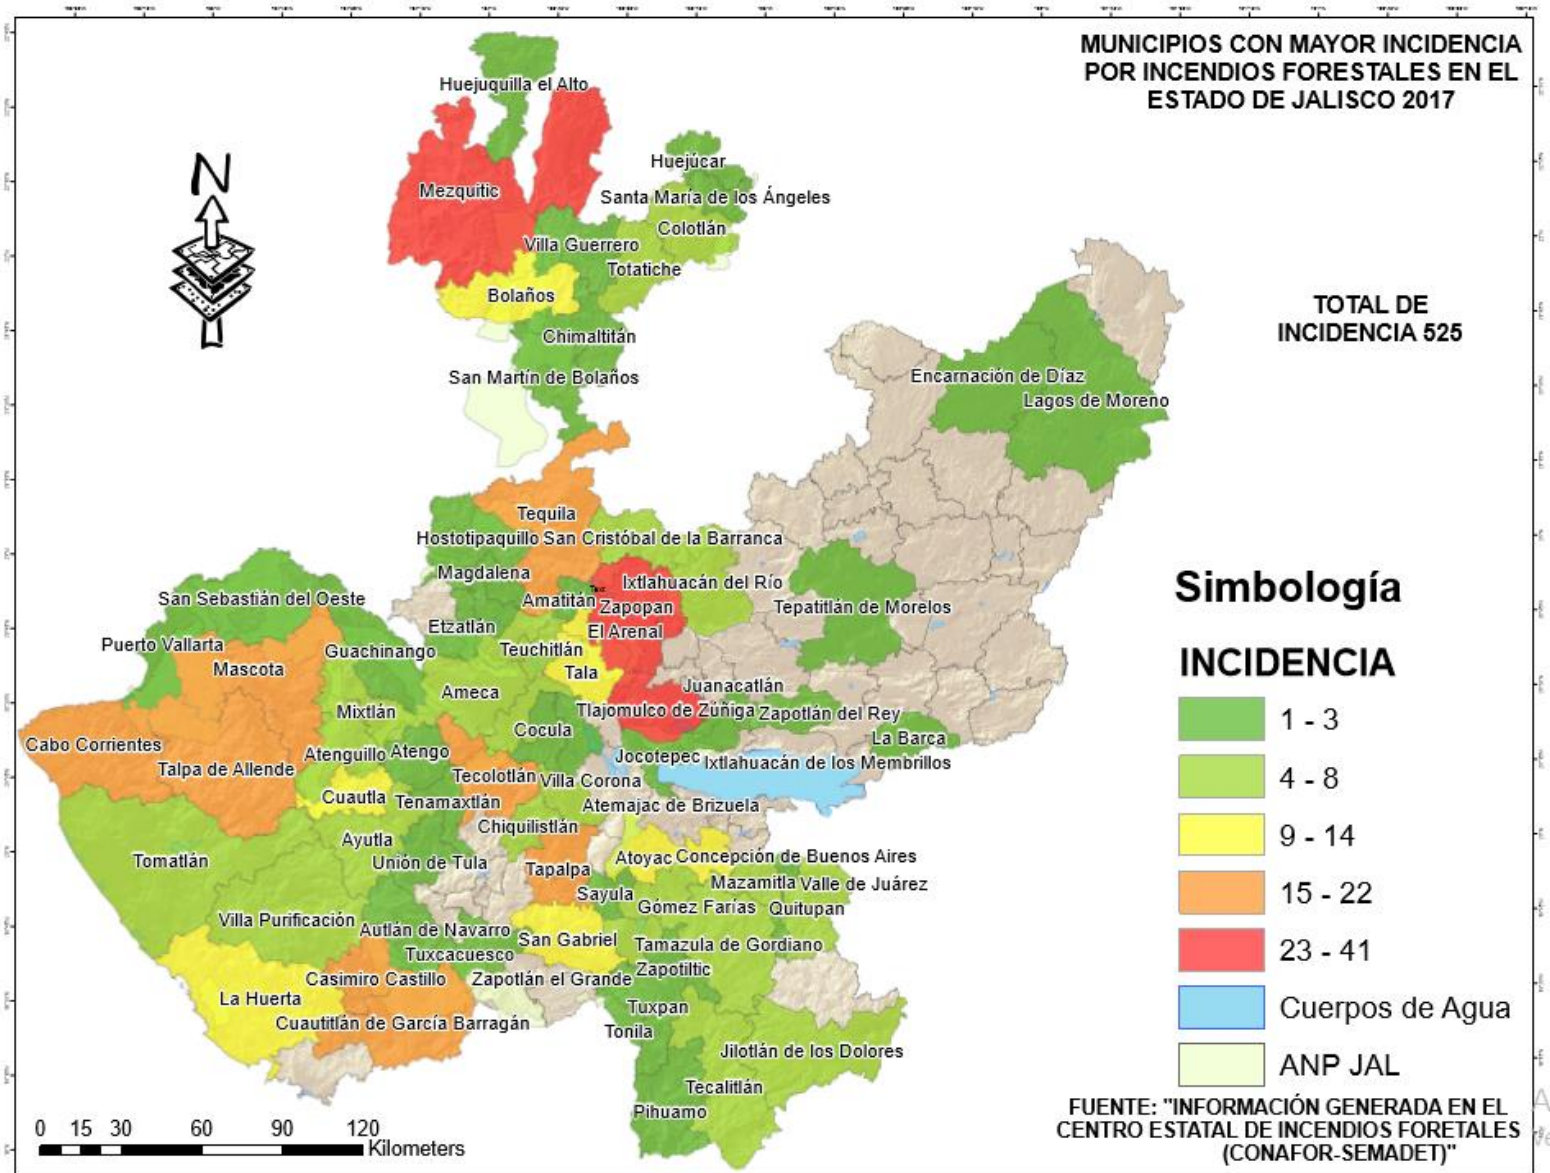 MUNICIPIOS CON MAYOR INCIDENCIA
POR INCENDIOS FORESTALES EN EL
ESTADO DE JALISCO 2017
TOTAL DE
INCIDENCIA 525
N
Huejuquilla el Alto
Huejúcar
Mezquitic
Santa María de los Ángeles
Colotlán
Villa Guerrero
Totatiche
Bolaños
Chimaltitán
San Martín de Bolaños
Encarnación de Díaz
Lagos de Moreno
Tequila
Hostotipaquillo
San Cristóbal de la Barranca
Magdalena
Ixtlahuacán del Río
Amatitán
Zapopan
Tepatitlán de Morelos
San Sebastián del Oeste
Etzatlán
El Arenal
Puerto Vallarta
Guachinango
Teuchitlán
Mascota
Tala
Ameca
Juanacatlán
Mixtlán
Tlajomulco de Zúñiga
Zapotlán del Rey
Cocula
La Barca
Cabo Corrientes
Atenguillo
Atengo
Jocotepec
Ixtlahuacán de los Membrillos
Talpa de Allende
Tecolotlán
Villa Corona
Cuautla
Tenamaxtlán
Atemajac de Brizuela
Chiquilistlán
Ayutla
Tomatlán
Unión de Tula
Tapalpa
Atoyac
Concepción de Buenos Aires
Sayula
Mazamitla
Valle de Juárez
Gómez Farías
Quitupan
Villa Purificación
Autlán de Navarro
San Gabriel
Tamazula de Gordiano
Tuxcacuesco
Zapotiltic
Casimiro Castillo
Zapotlán el Grande
La Huerta
Tuxpan
Cuautitlán de García Barragán
Tonila
Jilotlán de los Dolores
Tecalitlán
Pihuamo
Simbología
INCIDENCIA
1 - 3
4 - 8
9 - 14
15 - 22
23 - 41
Cuerpos de Agua
ANP JAL
0 15 30 60 90 120
Kilometers
FUENTE: "INFORMACIÓN GENERADA EN EL
CENTRO ESTATAL DE INCENDIOS FORETALES
(CONAFOR-SEMADET)"